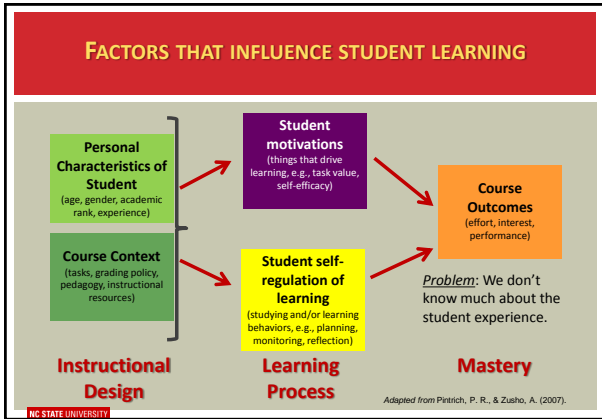 FACTORS THAT INFLUENCE STUDENT LEARNING
Personal
Characteristics of
Student
(age, gender, academic
rank, experience)
Course Context
(tasks, grading policy,
pedagogy, instructional
resources)
Student
motivations
(things that drive
learning, e.g., task value,
self-efficacy)
Student self-
regulation of
learning
(studying and/or learning
behaviors, e.g., planning,
monitoring, reflection)
Course
Outcomes
(effort, interest,
performance)
Problem: We don't
know much about the
student experience.
Instructional
Design
Learning
Process
Mastery
Adapted from Pintrich, P. R., & Zusho, A. (2007).
NC STATE UNIVERSITY